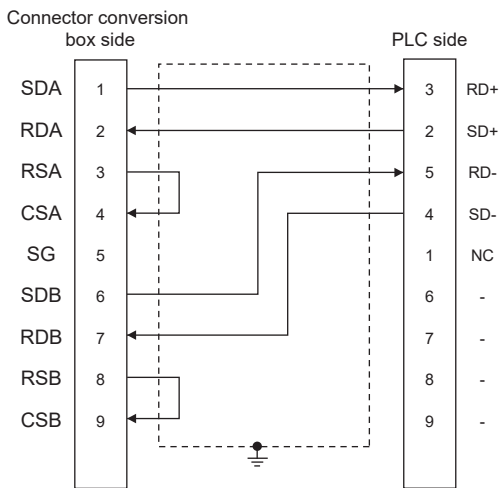 Connector conversion
box side
PLC side
SDA 1 3 RD+
RDA 2 2 SD+
RSA 3 5 RD-
CSA 4 4 SD-
SG 5 1 NC
SDB 6 6 -
RDB 7 7 -
RSB 8 8 -
CSB 9 9 -